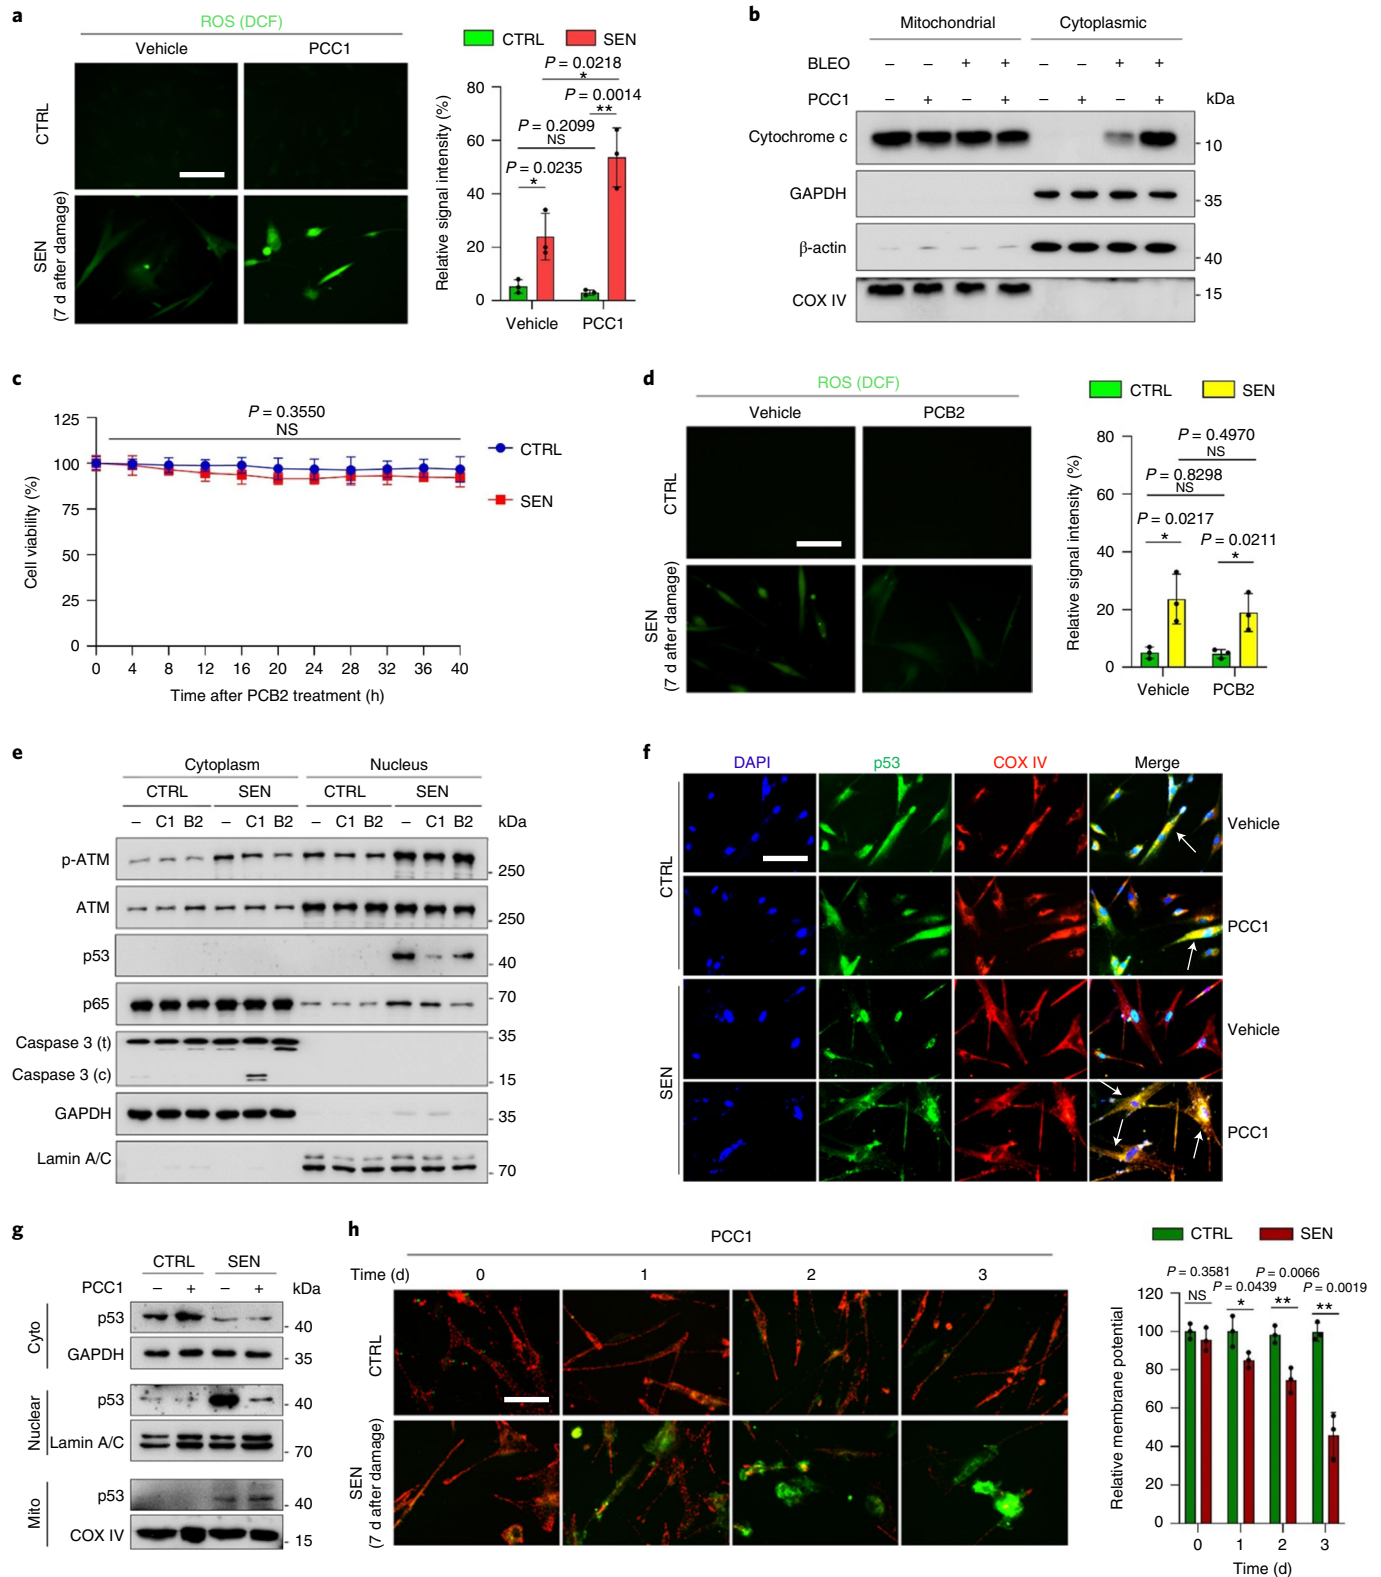 a
ROS (DCF)
Vehicle PCC1
CTRL
SEN
(7 d after damage)
CTRL SEN
P = 0.0218
*
P = 0.0014
**
P = 0.2099
NS
P = 0.0235
*
Relative signal intensity (%)
80
60
40
20
0
Vehicle PCC1
b
Mitochondrial Cytoplasmic
BLEO – – + + – – + +
PCC1 – + – + – + – + kDa
Cytochrome c 10
GAPDH 35
β-actin 40
COX IV 15
c
P = 0.3550
NS
Cell viability (%)
125
100
75
50
25
0
0 4 8 12 16 20 24 28 32 36 40
Time after PCB2 treatment (h)
CTRL
SEN
d
ROS (DCF)
Vehicle PCB2
CTRL
SEN
(7 d after damage)
CTRL SEN
P = 0.4970
NS
P = 0.8298
NS
P = 0.0217
*
P = 0.0211
*
Relative signal intensity (%)
80
60
40
20
0
Vehicle PCB2
e
Cytoplasm Nucleus
CTRL SEN CTRL SEN
– C1 B2 – C1 B2 – C1 B2 – C1 B2 kDa
p-ATM 250
ATM 250
p53 40
p65 70
Caspase 3 (t) 35
Caspase 3 (c) 15
GAPDH 35
Lamin A/C 70
f
DAPI p53 COX IV Merge
CTRL
Vehicle
PCC1
SEN
Vehicle
PCC1
g
CTRL SEN
PCC1 – + – + kDa
Cyto
p53 40
GAPDH 35
Nuclear
p53 40
Lamin A/C 70
Mito
p53 40
COX IV 15
h
PCC1
Time (d) 0 1 2 3
CTRL
SEN
(7 d after damage)
CTRL SEN
P = 0.3581
NS
P = 0.0439
*
P = 0.0066
**
P = 0.0019
**
Relative membrane potential
120
100
80
60
40
20
0
0 1 2 3
Time (d)